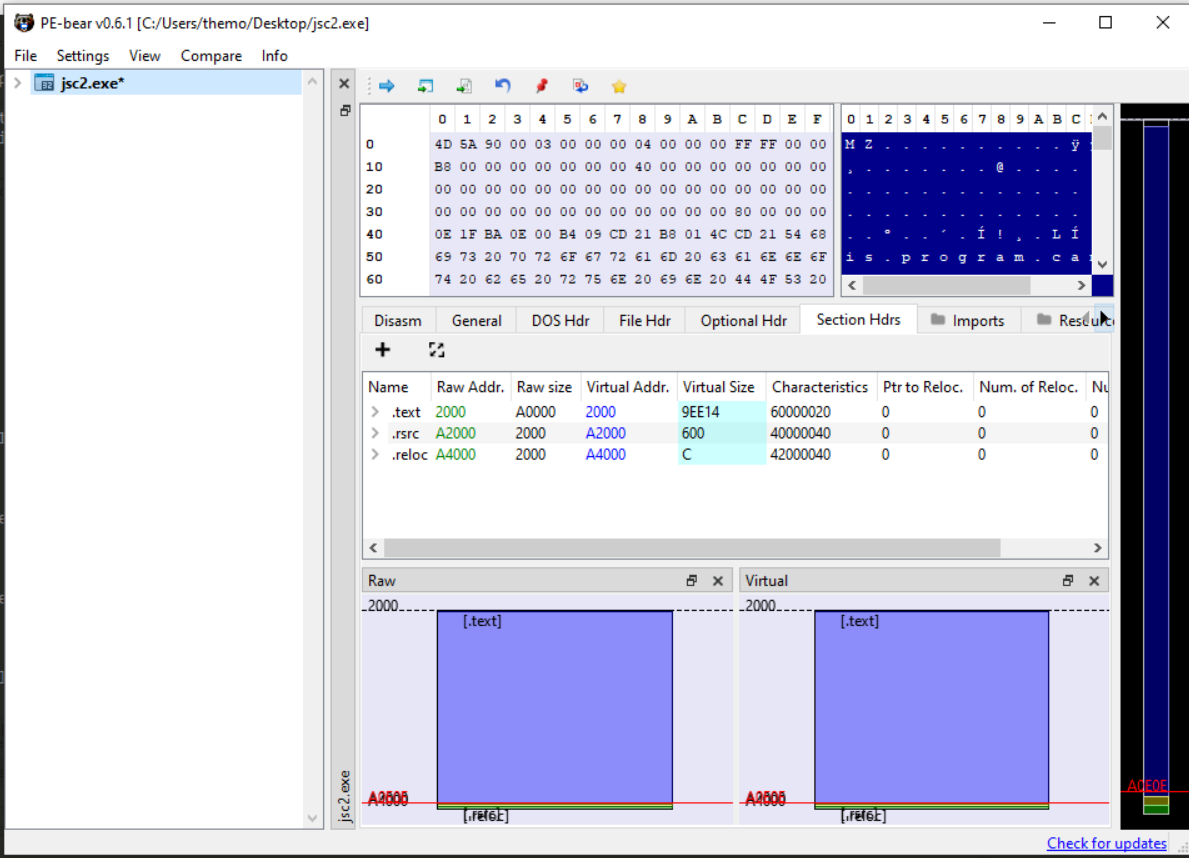 PE-bear v0.6.1 [C:/Users/themo/Desktop/jsc2.exe]
File Settings View Compare Info
jsc2.exe*
jsc2.exe
0 1 2 3 4 5 6 7 8 9 A B C D E F
0 4D 5A 90 00 03 00 00 00 04 00 00 00 FF FF 00 00
10 B8 00 00 00 00 00 00 00 40 00 00 00 00 00 00 00
20 00 00 00 00 00 00 00 00 00 00 00 00 00 00 00 00
30 00 00 00 00 00 00 00 00 00 00 00 00 80 00 00 00
40 0E 1F BA 0E 00 B4 09 CD 21 B8 01 4C CD 21 54 68
50 69 73 20 70 72 6F 67 72 61 6D 20 63 61 6E 6E 6F
60 74 20 62 65 20 72 75 6E 20 69 6E 20 44 4F 53 20
0 1 2 3 4 5 6 7 8 9 A B C
M Z . . . . . . . . . . ÿ
¸ . . . . . . . @ . . . .
. . . . . . . . . . . . .
. . . . . . . . . . . . .
. . º . . ´ . Í ! ¸ . L Í
i s . p r o g r a m . c a
Disasm General DOS Hdr File Hdr Optional Hdr Section Hdrs Imports
Name Raw Addr. Raw size Virtual Addr. Virtual Size Characteristics Ptr to Reloc. Num. of Reloc.
.text 2000 A0000 2000 9EE14 60000020 0 0 0
.rsrc A2000 2000 A2000 600 40000040 0 0 0
.reloc A4000 2000 A4000 C 42000040 0 0 0
Raw
2000
[.text]
[.reloc]
Virtual
2000
[.text]
[.reloc]
A0E0E
Check for updates